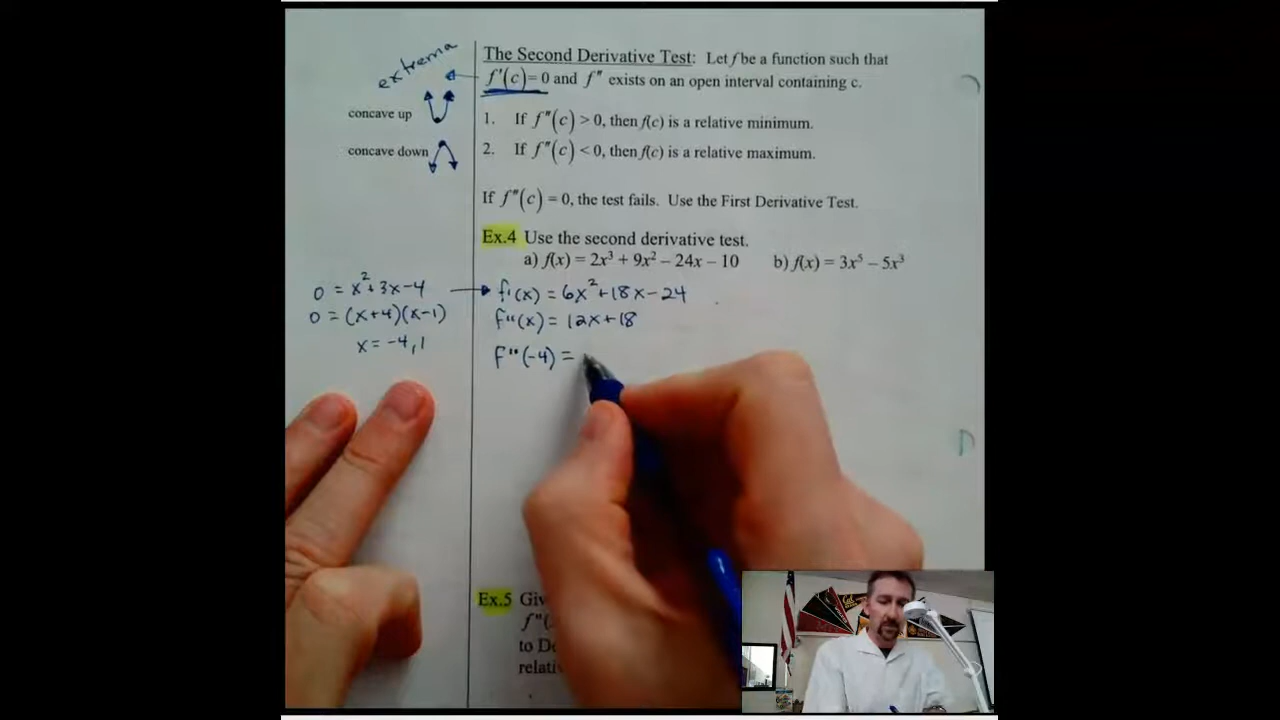 extrema
The Second Derivative Test: Let f be a function such that
f'(c) = 0 and f" exists on an open interval containing c.
concave up
1. If f"(c) > 0, then f(c) is a relative minimum.
concave down
2. If f"(c) < 0, then f(c) is a relative maximum.
If f"(c) = 0, the test fails. Use the First Derivative Test.
Ex.4 Use the second derivative test.
a) f(x) = 2x³ + 9x² – 24x – 10 b) f(x) = 3x⁵ – 5x³
0 = x²+3x-4
f'(x) = 6x²+18x-24
0 = (x+4)(x-1)
f"(x) = 12x+18
x = -4, 1
f"(-4) =
Ex.5
f"(
to